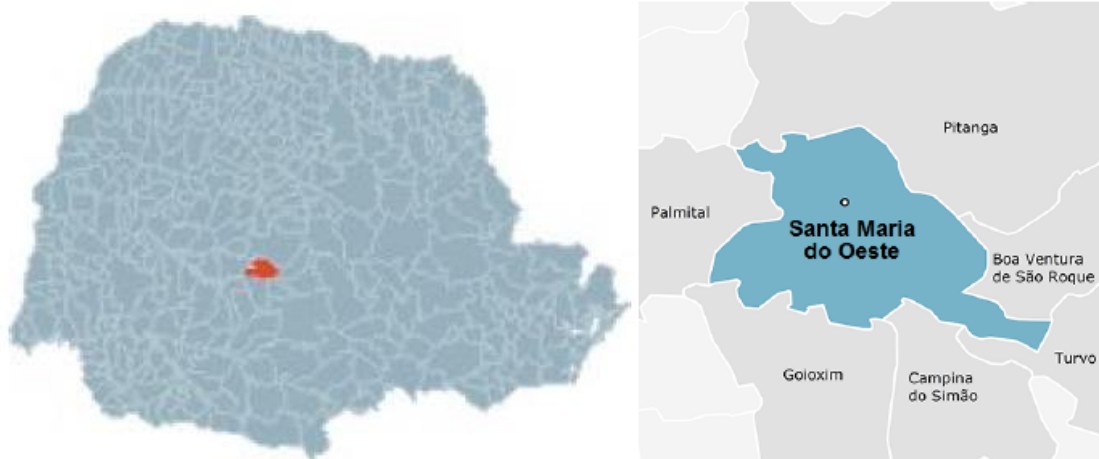 Pitanga
Palmital
Santa Maria
do Oeste
Boa Ventura
de São Roque
Turvo
Goioxim
Campina
do Simão